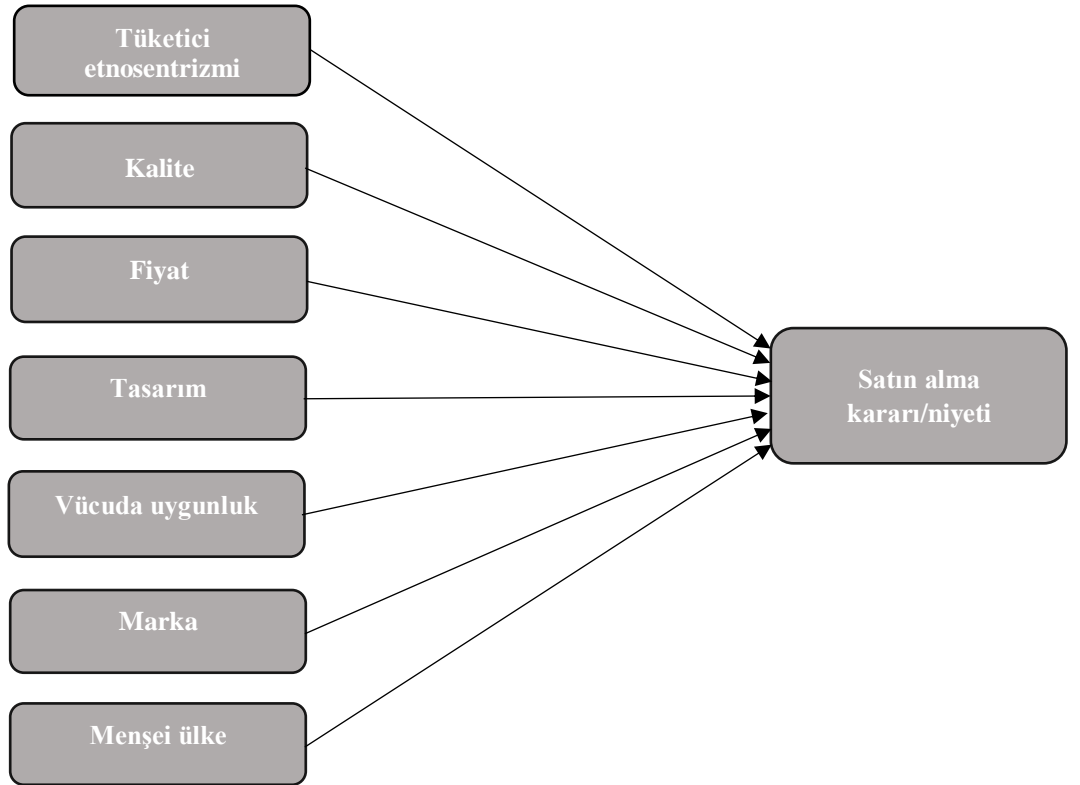 Tüketici
etnosentrizmi
Kalite
Fiyat
Tasarım
Vücuda uygunluk
Marka
Menşei ülke
Satın alma
kararı/niyeti